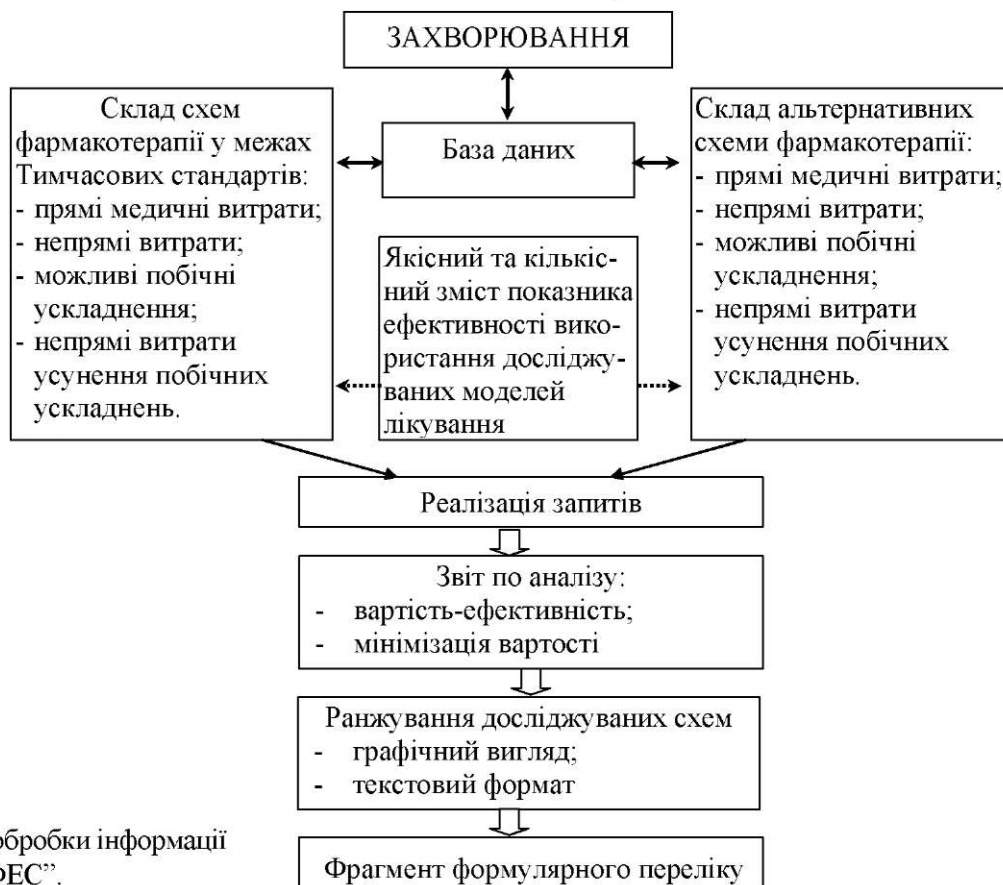 ЗАХВОРЮВАННЯ
Склад схем
фармакотерапії у межах
Тимчасових стандартів:
- прямі медичні витрати;
- непрямі витрати;
- можливі побічні
ускладнення;
- непрямі витрати
усунення побічних
ускладнень.
База даних
Якісний та кількіс-
ний зміст показника
ефективності вико-
ристання досліджу-
ваних моделей
лікування
Склад альтернативних
схеми фармакотерапії:
- прямі медичні витрати;
- непрямі витрати;
- можливі побічні
ускладнення;
- непрямі витрати
усунення побічних
ускладнень.
Реалізація запитів
Звіт по аналізу:
- вартість-ефективність;
- мінімізація вартості
Ранжування досліджуваних схем
- графічний вигляд;
- текстовий формат
обробки інформації
ФЕС”.
Фрагмент формулярного переліку